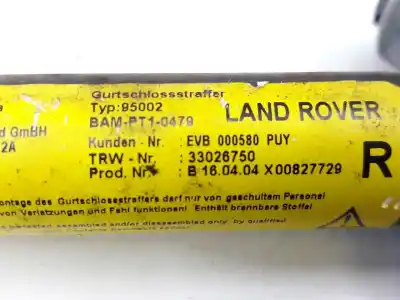 Gurtschlossstraffer
Typ:95002
LAND ROVER
d GmBH
BAM-PT1-0479
2A
Kunden - Nr. : EVB 000580 PUY
TRW - Nr. : 33026750
R
Prod. Nr. : B 16.04.04 X00827729
ontage des Gurtschlossstraffers darf nur von geschultem Personal
von Verletzungen und Fehl funktionen! Enthält brennbare Stoffe!